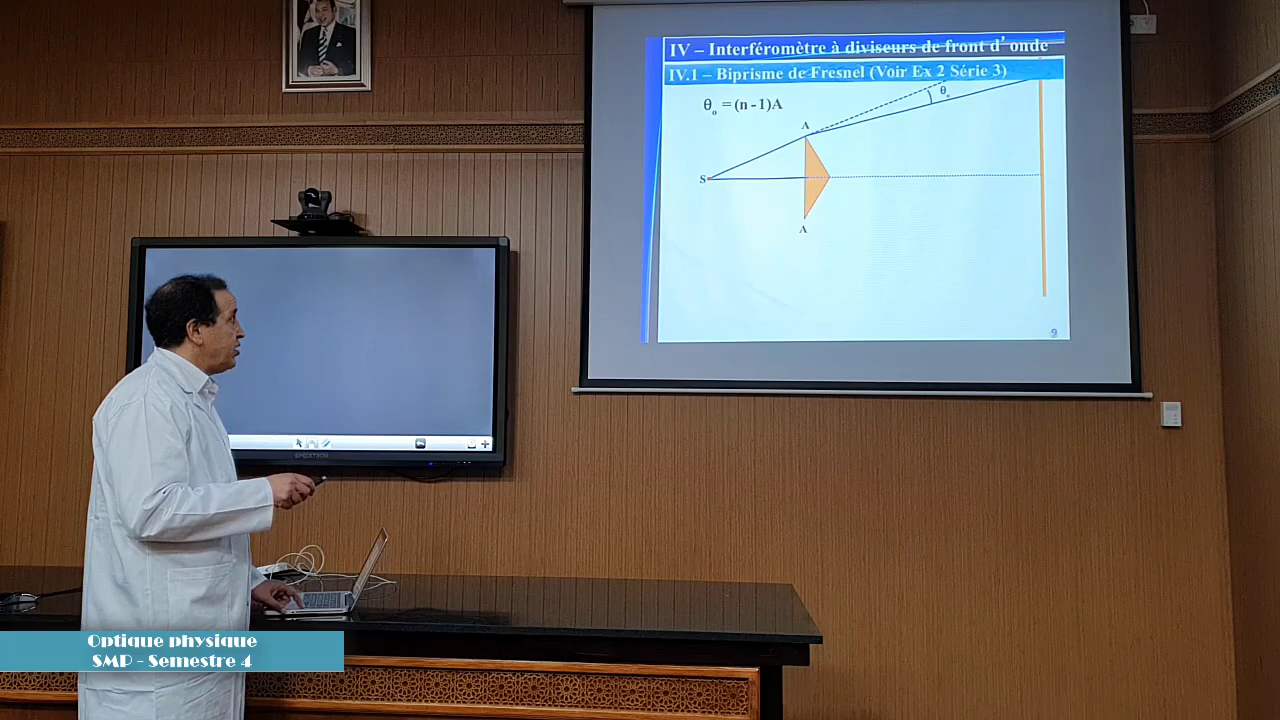 IV – Interféromètre à diviseurs de front d'onde
IV.1 – Biprisme de Fresnel (Voir Ex 2 Série 3)
θo = (n - 1)A
θo
A
S
A
9
Optique physique
SMP - Semestre 4